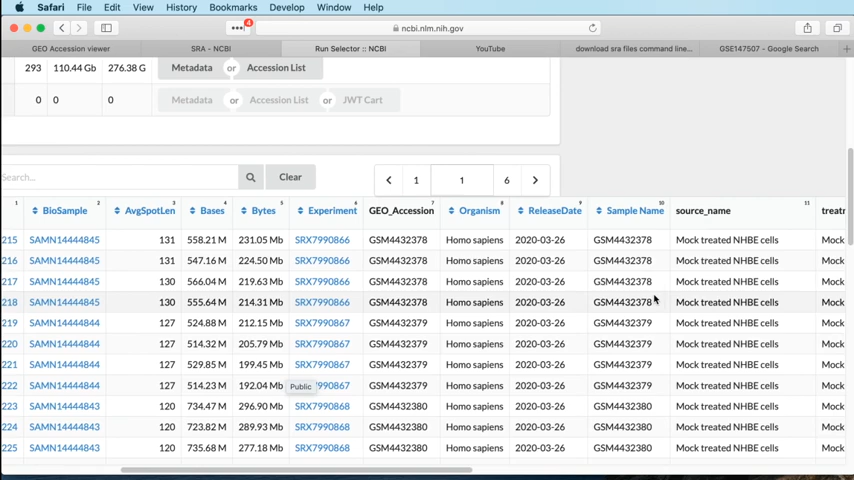 Safari File Edit View History Bookmarks Develop Window Help
4
ncbi.nlm.nih.gov
GEO Accession viewer SRA - NCBI Run Selector :: NCBI YouTube download sra files command line... GSE147507 - Google Search
293 110.44 Gb 276.38 G Metadata or Accession List
0 0 0 Metadata or Accession List or JWT Cart
Search... Clear 1 1 6
1 2 3 4 5 6 7 8 9 10 11
BioSample AvgSpotLen Bases Bytes Experiment GEO_Accession Organism ReleaseDate Sample Name source_name treatr
215 SAMN14444845 131 558.21 M 231.05 Mb SRX7990866 GSM4432378 Homo sapiens 2020-03-26 GSM4432378 Mock treated NHBE cells Mock
216 SAMN14444845 131 547.16 M 224.50 Mb SRX7990866 GSM4432378 Homo sapiens 2020-03-26 GSM4432378 Mock treated NHBE cells Mock
217 SAMN14444845 130 566.04 M 219.63 Mb SRX7990866 GSM4432378 Homo sapiens 2020-03-26 GSM4432378 Mock treated NHBE cells Mock
218 SAMN14444845 130 555.64 M 214.31 Mb SRX7990866 GSM4432378 Homo sapiens 2020-03-26 GSM4432378 Mock treated NHBE cells Mock
219 SAMN14444844 127 524.88 M 212.15 Mb SRX7990867 GSM4432379 Homo sapiens 2020-03-26 GSM4432379 Mock treated NHBE cells Mock
220 SAMN14444844 127 514.32 M 205.79 Mb SRX7990867 GSM4432379 Homo sapiens 2020-03-26 GSM4432379 Mock treated NHBE cells Mock
221 SAMN14444844 127 529.85 M 199.45 Mb SRX7990867 GSM4432379 Homo sapiens 2020-03-26 GSM4432379 Mock treated NHBE cells Mock
222 SAMN14444844 127 514.23 M 192.04 Mb Public 7990867 GSM4432379 Homo sapiens 2020-03-26 GSM4432379 Mock treated NHBE cells Mock
223 SAMN14444843 120 734.47 M 296.90 Mb SRX7990868 GSM4432380 Homo sapiens 2020-03-26 GSM4432380 Mock treated NHBE cells Mock
224 SAMN14444843 120 723.82 M 289.93 Mb SRX7990868 GSM4432380 Homo sapiens 2020-03-26 GSM4432380 Mock treated NHBE cells Mock
225 SAMN14444843 120 735.68 M 277.18 Mb SRX7990868 GSM4432380 Homo sapiens 2020-03-26 GSM4432380 Mock treated NHBE cells Mock